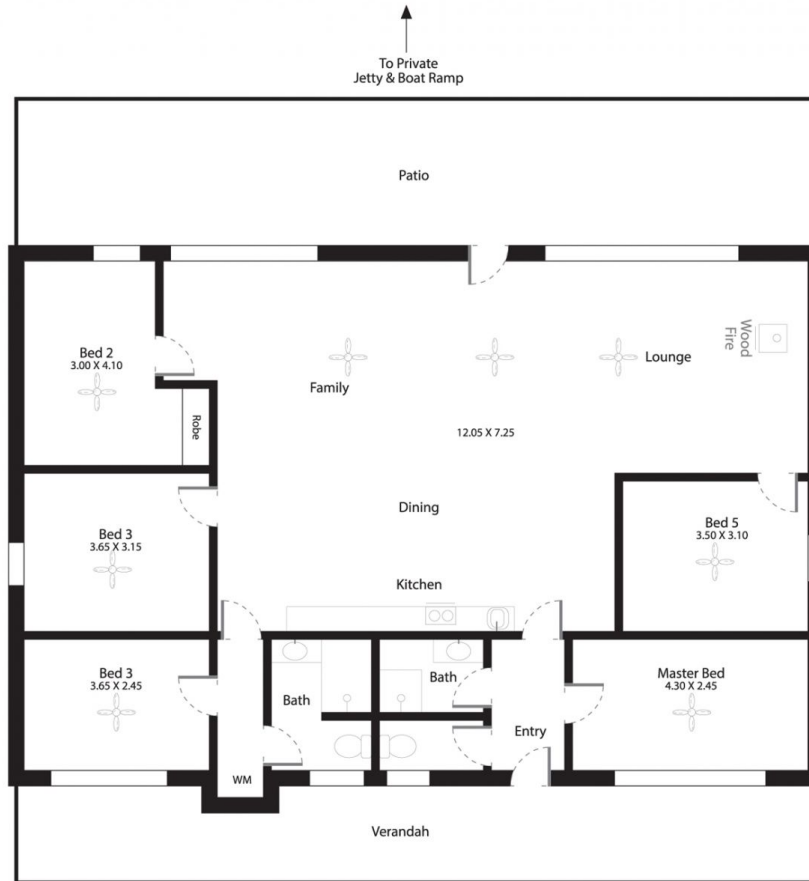 To Private
Jetty & Boat Ramp
Patio
Bed 2
3.00 X 4.10
Robe
Family
Lounge
Wood
Fire
12.05 X 7.25
Dining
Kitchen
Bed 3
3.65 X 3.15
Bed 5
3.50 X 3.10
Bed 3
3.65 X 2.45
WM
Bath
Bath
Entry
Master Bed
4.30 X 2.45
Verandah